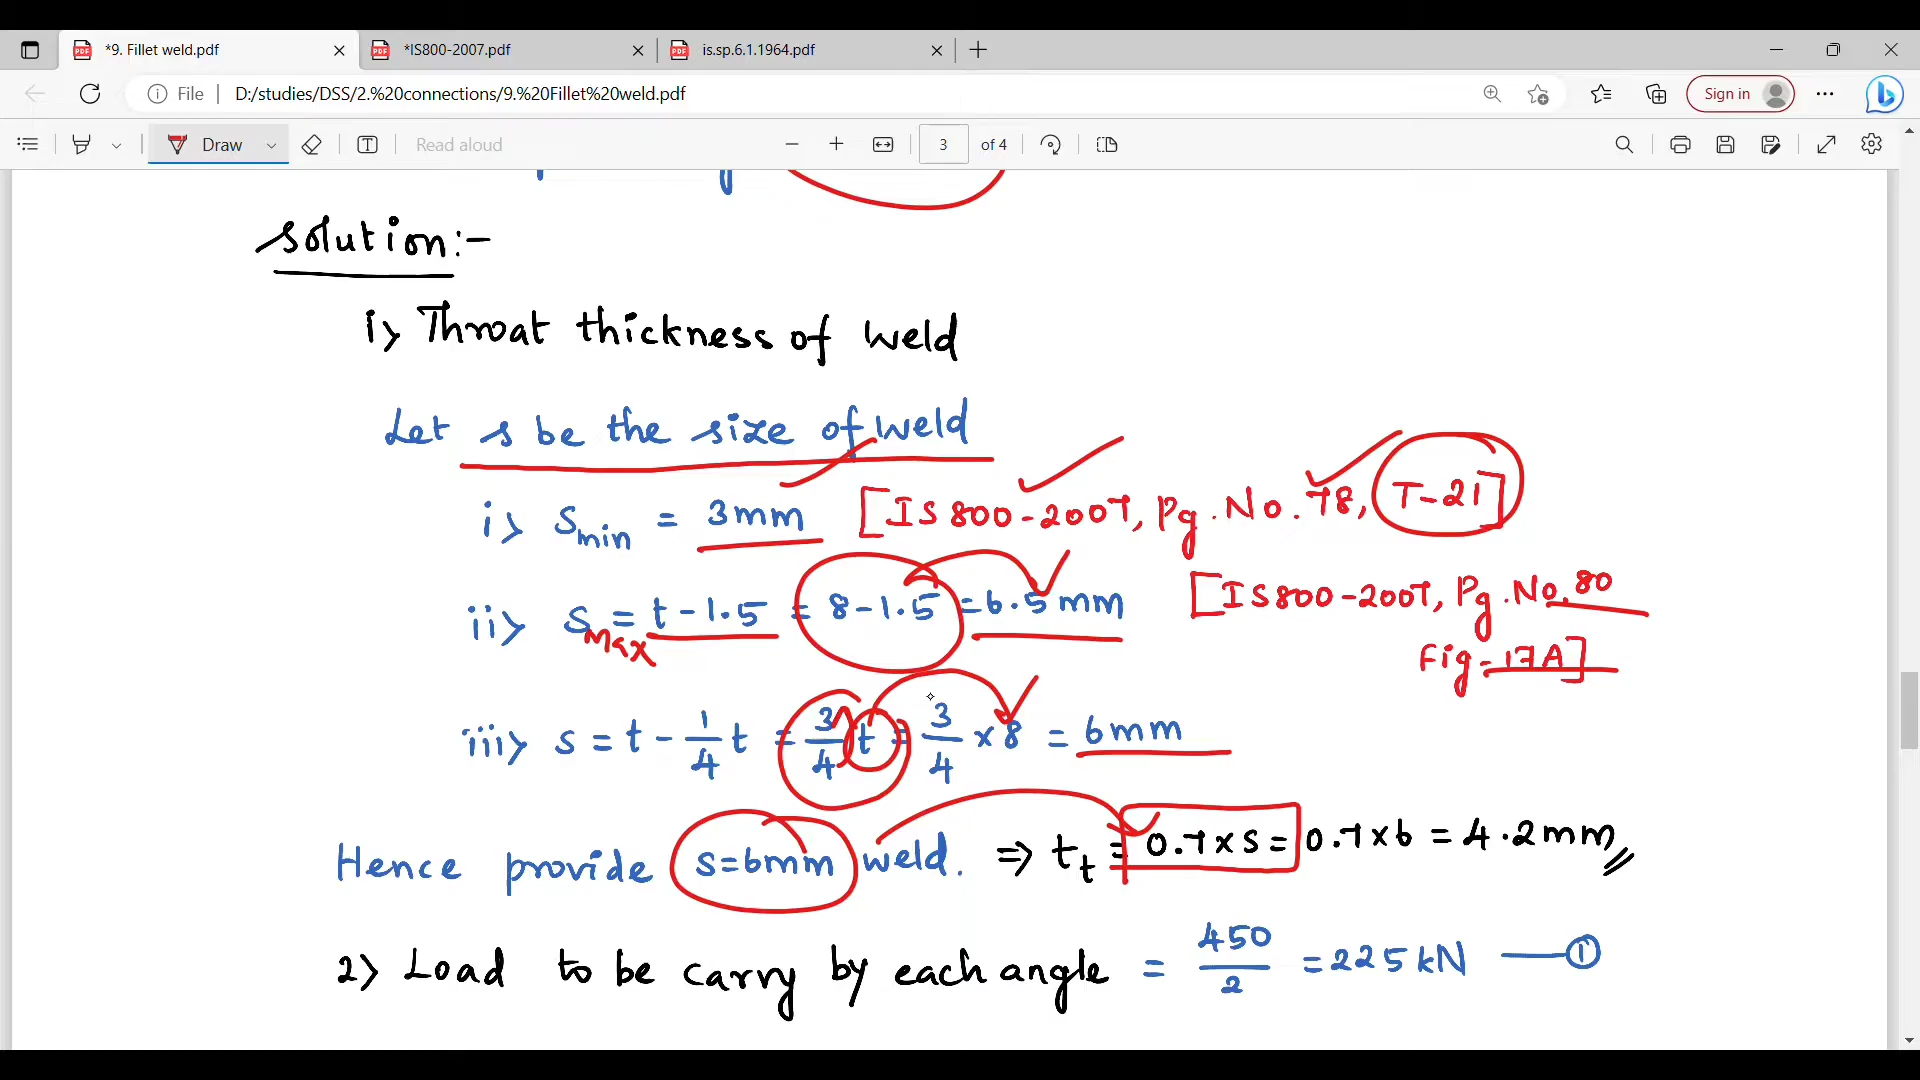 *9. Fillet weld.pdf
*IS800-2007.pdf
is.sp.6.1.1964.pdf
File
D:/studies/DSS/2.%20connections/9.%20Fillet%20weld.pdf
Sign in
Draw
Read aloud
3 of 4
Solution:-
i> Throat thickness of weld
Let s be the size of weld
i> Smin = 3mm [IS 800-2007, Pg. No. 78, T-21]
ii> Smax = t-1.5 = 8-1.5 = 6.5mm [IS800-2007, Pg. No. 80
Fig-17A]
iii> s = t - 1/4 t = 3/4 t = 3/4 x 8 = 6mm
Hence provide s=6mm weld. => tt = 0.7 x s = 0.7 x 6 = 4.2mm
2> Load to be carry by each angle = 450/2 = 225 kN — ①